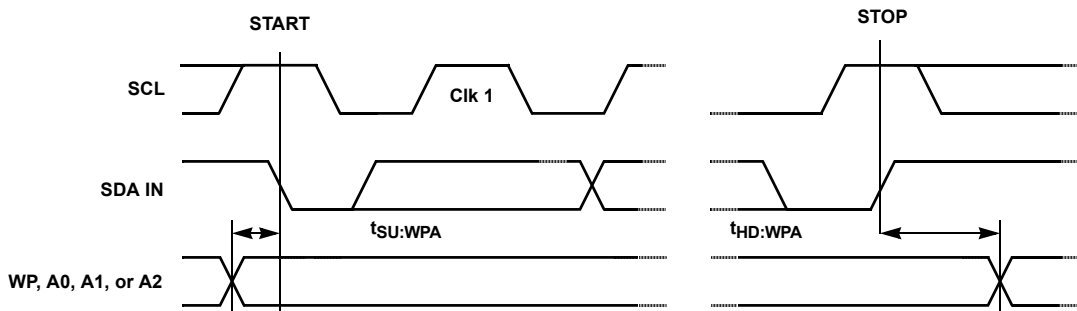 START
STOP
SCL
Clk 1
SDA IN
tSU:WPA
tHD:WPA
WP, A0, A1, or A2